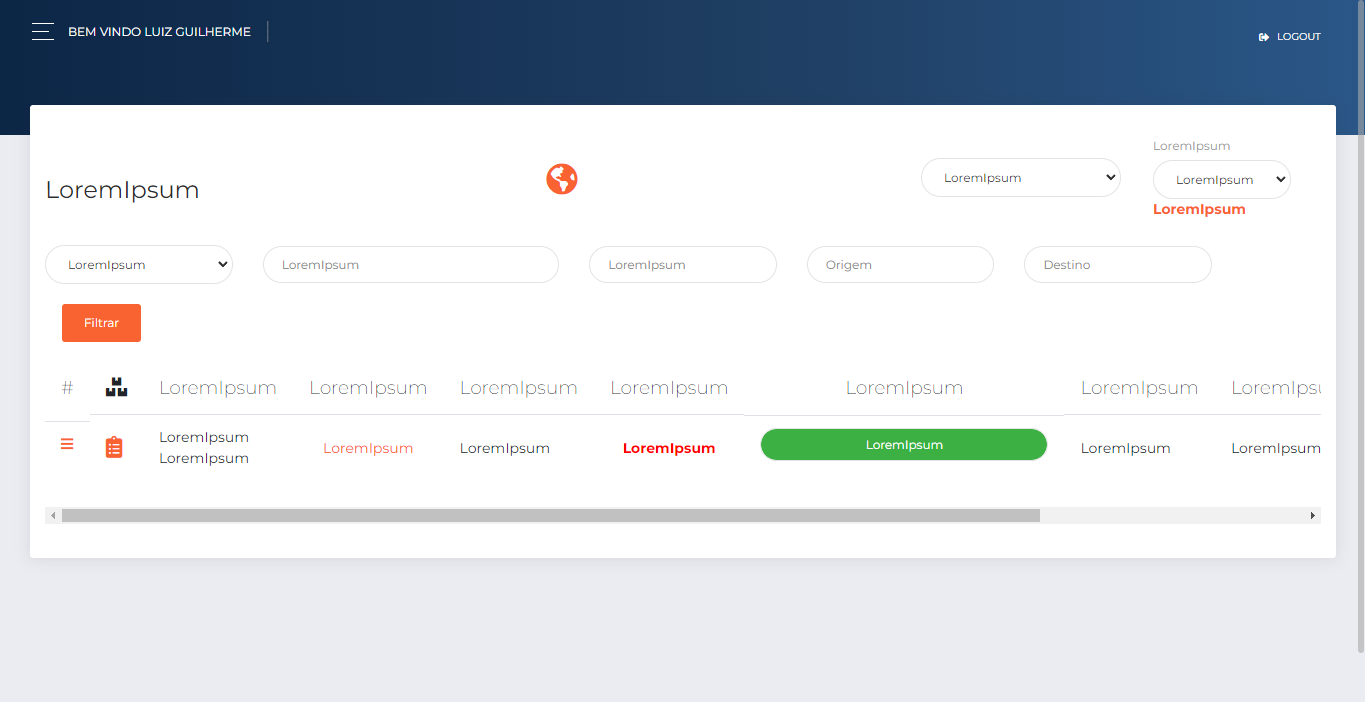 BEM VINDO LUIZ GUILHERME
LOGOUT
LoremIpsum
LoremIpsum
LoremIpsum
LoremIpsum
LoremIpsum
LoremIpsum LoremIpsum LoremIpsum Origem Destino
Filtrar
# LoremIpsum LoremIpsum LoremIpsum LoremIpsum LoremIpsum LoremIpsum LoremIpsu
LoremIpsum
LoremIpsum
LoremIpsum LoremIpsum LoremIpsum LoremIpsum LoremIpsum LoremIpsum